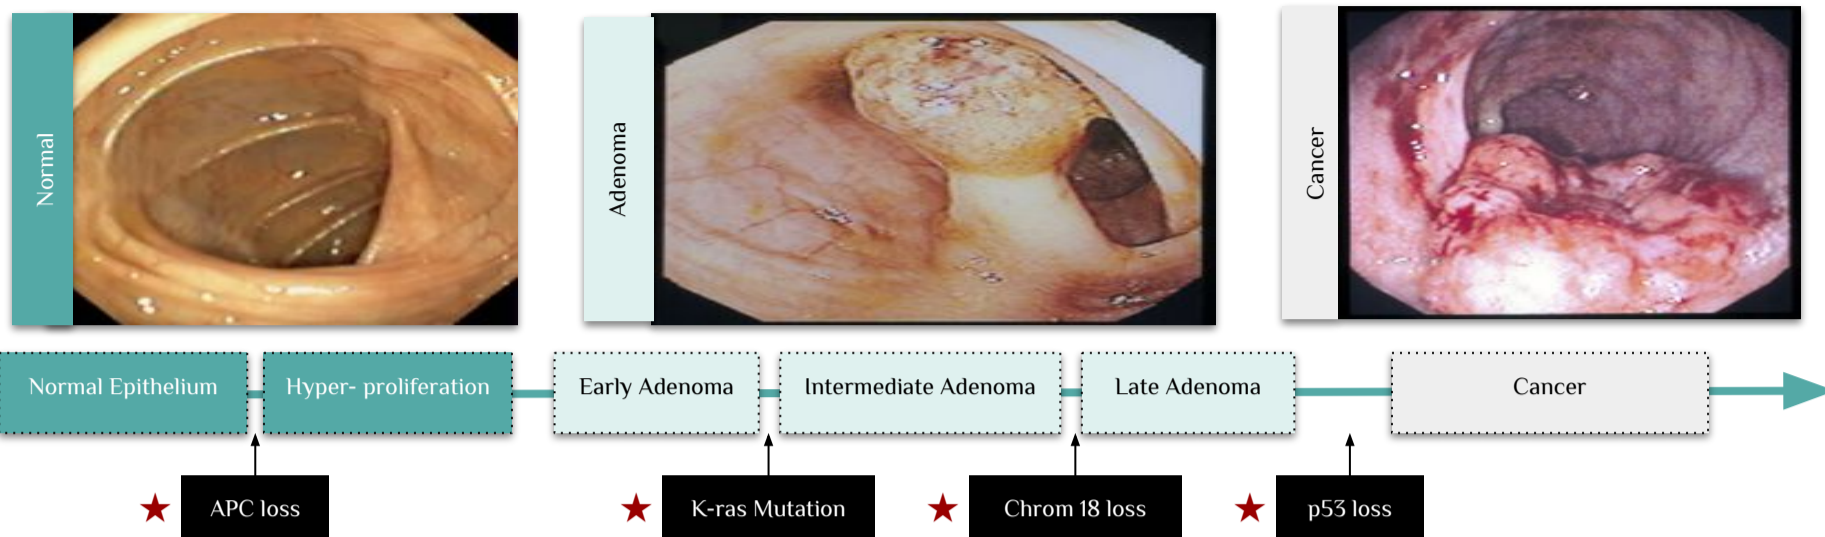 Normal
Adenoma
Cancer
Normal Epithelium
Hyper- proliferation
Early Adenoma
Intermediate Adenoma
Late Adenoma
Cancer
APC loss
K-ras Mutation
Chrom 18 loss
p53 loss